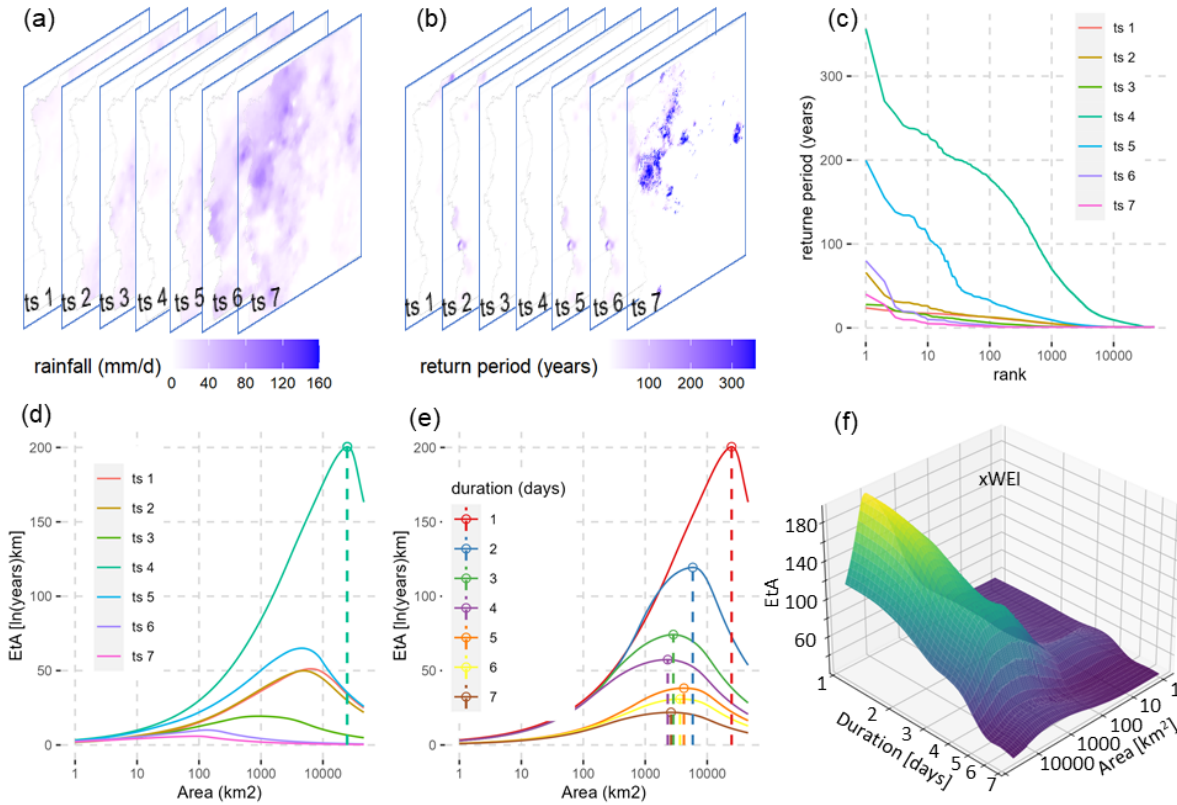 (a)
ts 1
ts 2
ts 3
ts 4
ts 5
ts 6
ts 7
rainfall (mm/d)
0 40 80 120 160
(b)
ts 1
ts 2
ts 3
ts 4
ts 5
ts 6
ts 7
return period (years)
100 200 300
(c)
returne period (years)
300
200
100
0
1 10 100 1000 10000
rank
ts 1
ts 2
ts 3
ts 4
ts 5
ts 6
ts 7
(d)
EtA [ln(years)km]
200
150
100
50
0
1 10 100 1000 10000
Area (km2)
ts 1
ts 2
ts 3
ts 4
ts 5
ts 6
ts 7
(e)
EtA [ln(years)km]
200
150
100
50
0
1 10 100 1000 10000
Area (km2)
duration (days)
1
2
3
4
5
6
7
(f)
xWEI
EtA
180
140
100
60
1 2 3 4 5 6 7
Duration [days]
10000 1000 100 10 1
Area [km²]